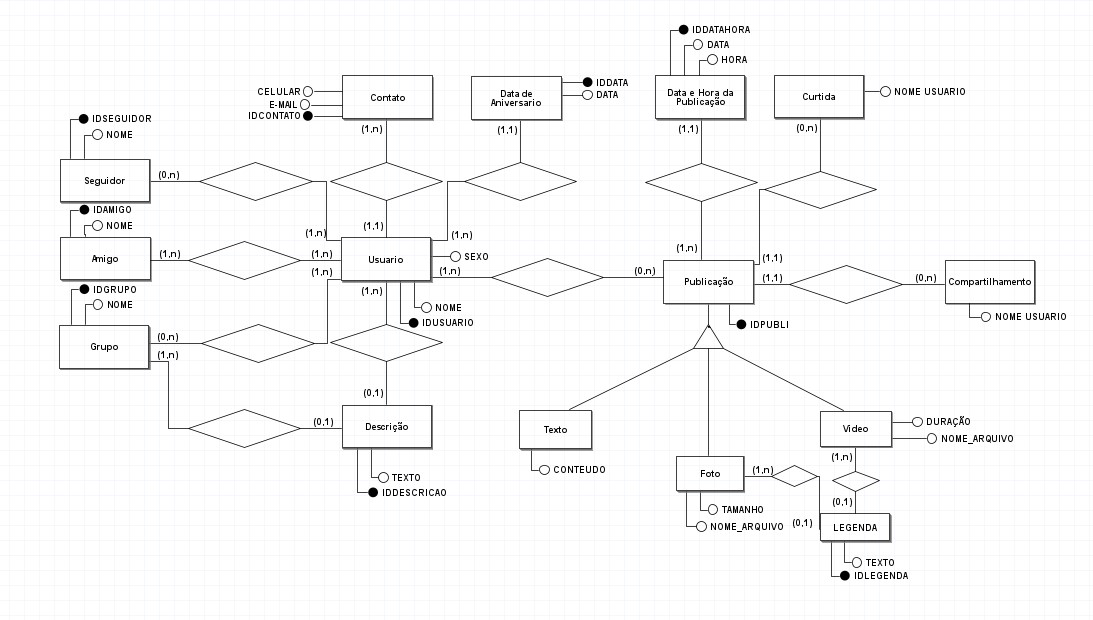 IDDATAHORA
DATA
HORA
CELULAR
E-MAIL
IDCONTATO
Contato
Data de
Aniversario
IDDATA
DATA
Data e Hora da
Publicação
Curtida
NOME USUARIO
IDSEGUIDOR
NOME
(1,n)
(1,1)
(1,1)
(0,n)
Seguidor
(0,n)
IDAMIGO
NOME
(1,n)
(1,1)
(1,n)
Amigo
(1,n)
(1,n)
Usuario
SEXO
(1,n)
(1,1)
(1,n)
(1,n)
(0,n)
Publicação
(1,1)
(0,n)
Compartilhamento
IDGRUPO
NOME
(1,n)
NOME
IDUSUARIO
IDPUBLI
NOME USUARIO
Grupo
(0,n)
(1,n)
(0,1)
(0,1)
Descrição
TEXTO
IDDESCRICAO
Texto
CONTEUDO
Video
DURAÇÃO
NOME_ARQUIVO
(1,n)
Foto
(1,n)
TAMANHO
NOME_ARQUIVO
(0,1)
(0,1)
LEGENDA
TEXTO
IDLEGENDA